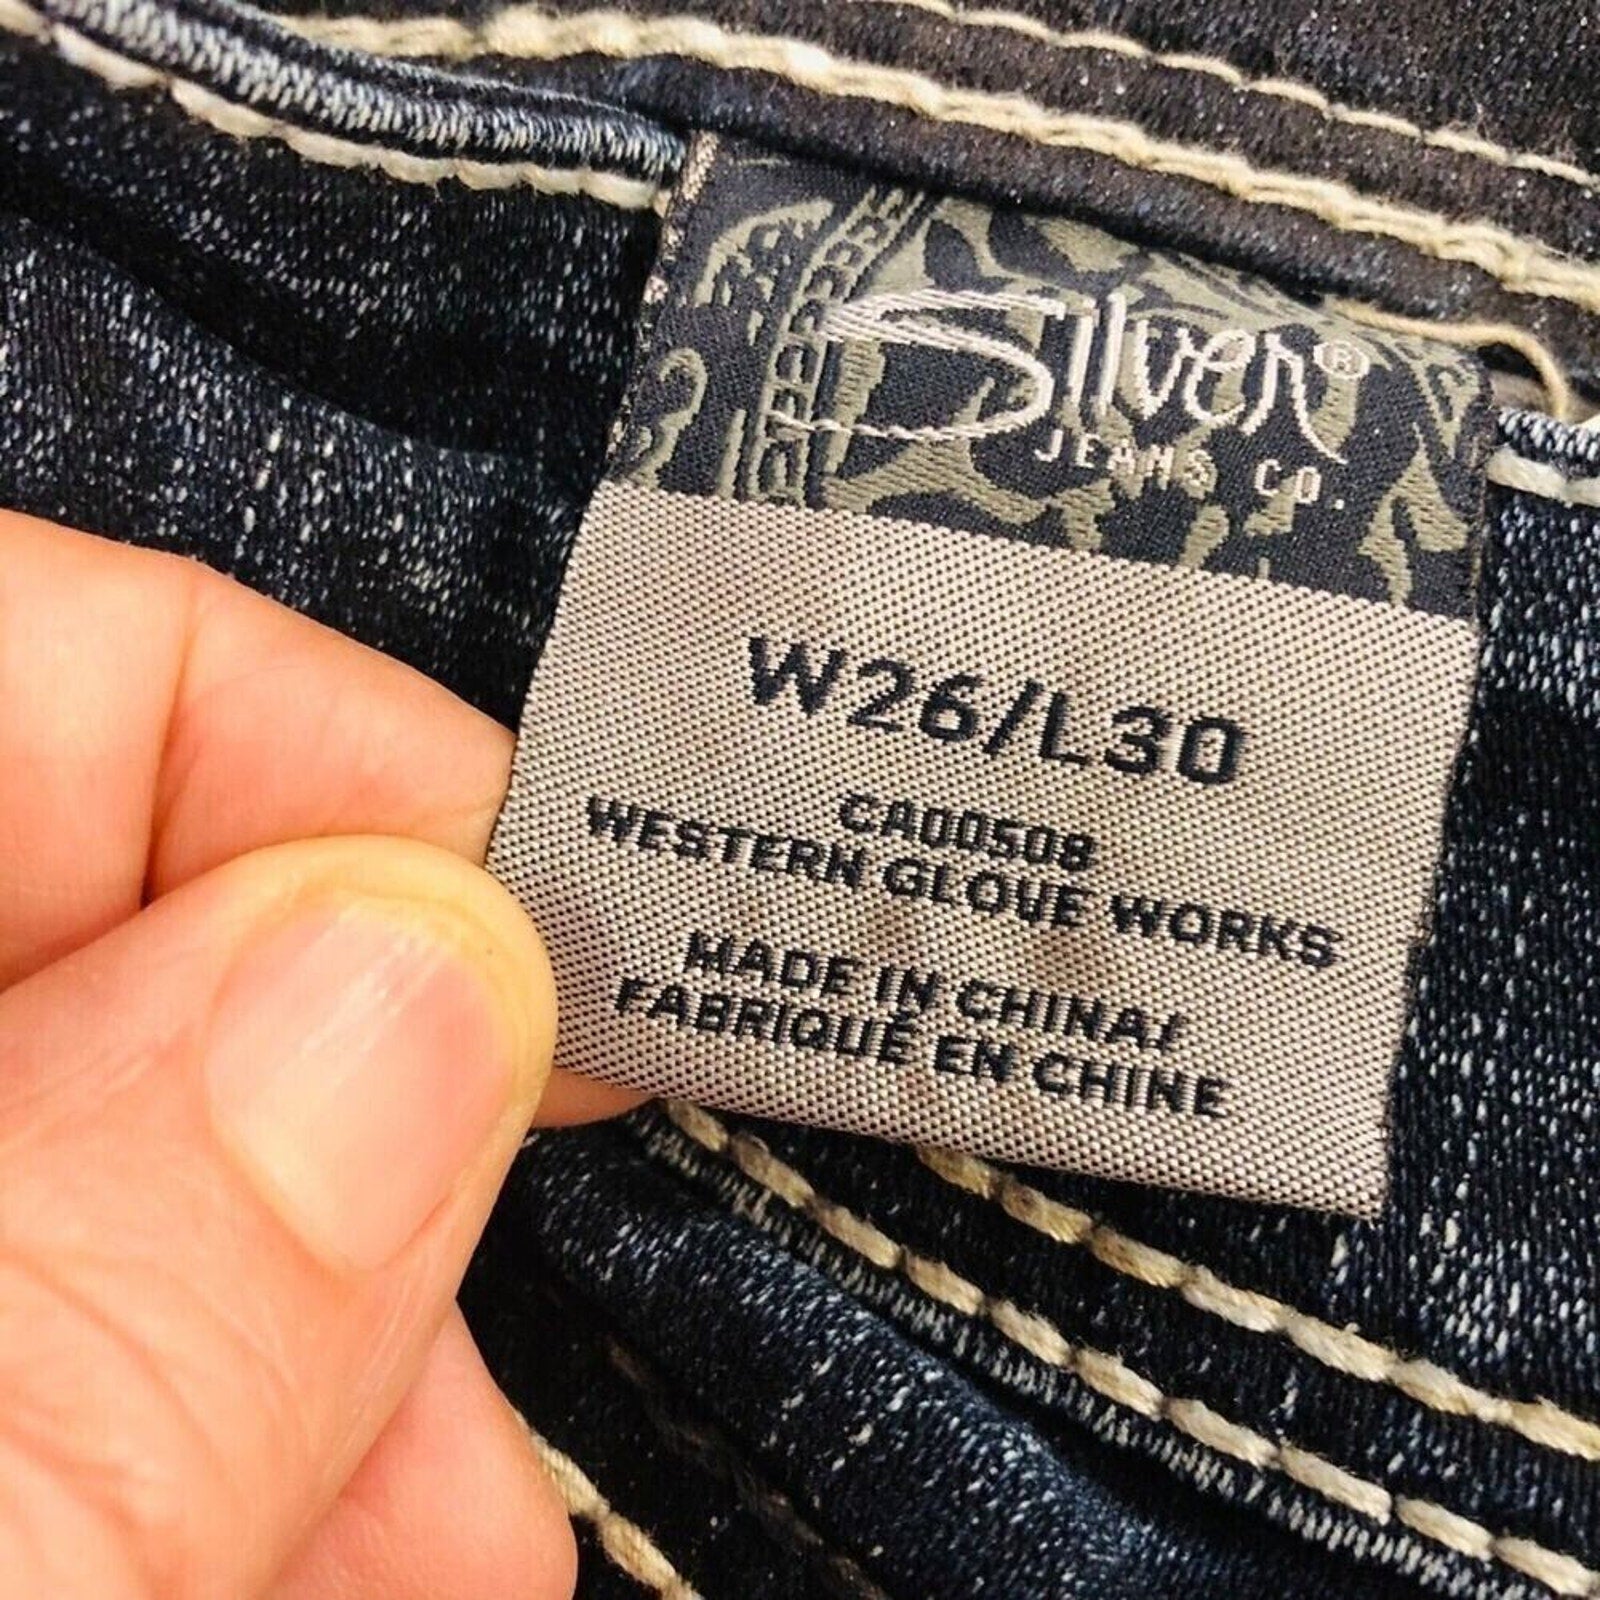 Silver®
JEANS CO.
W26/L30
CA00508
WESTERN GLOVE WORKS
MADE IN CHINA/
FABRIQUÉ EN CHINE